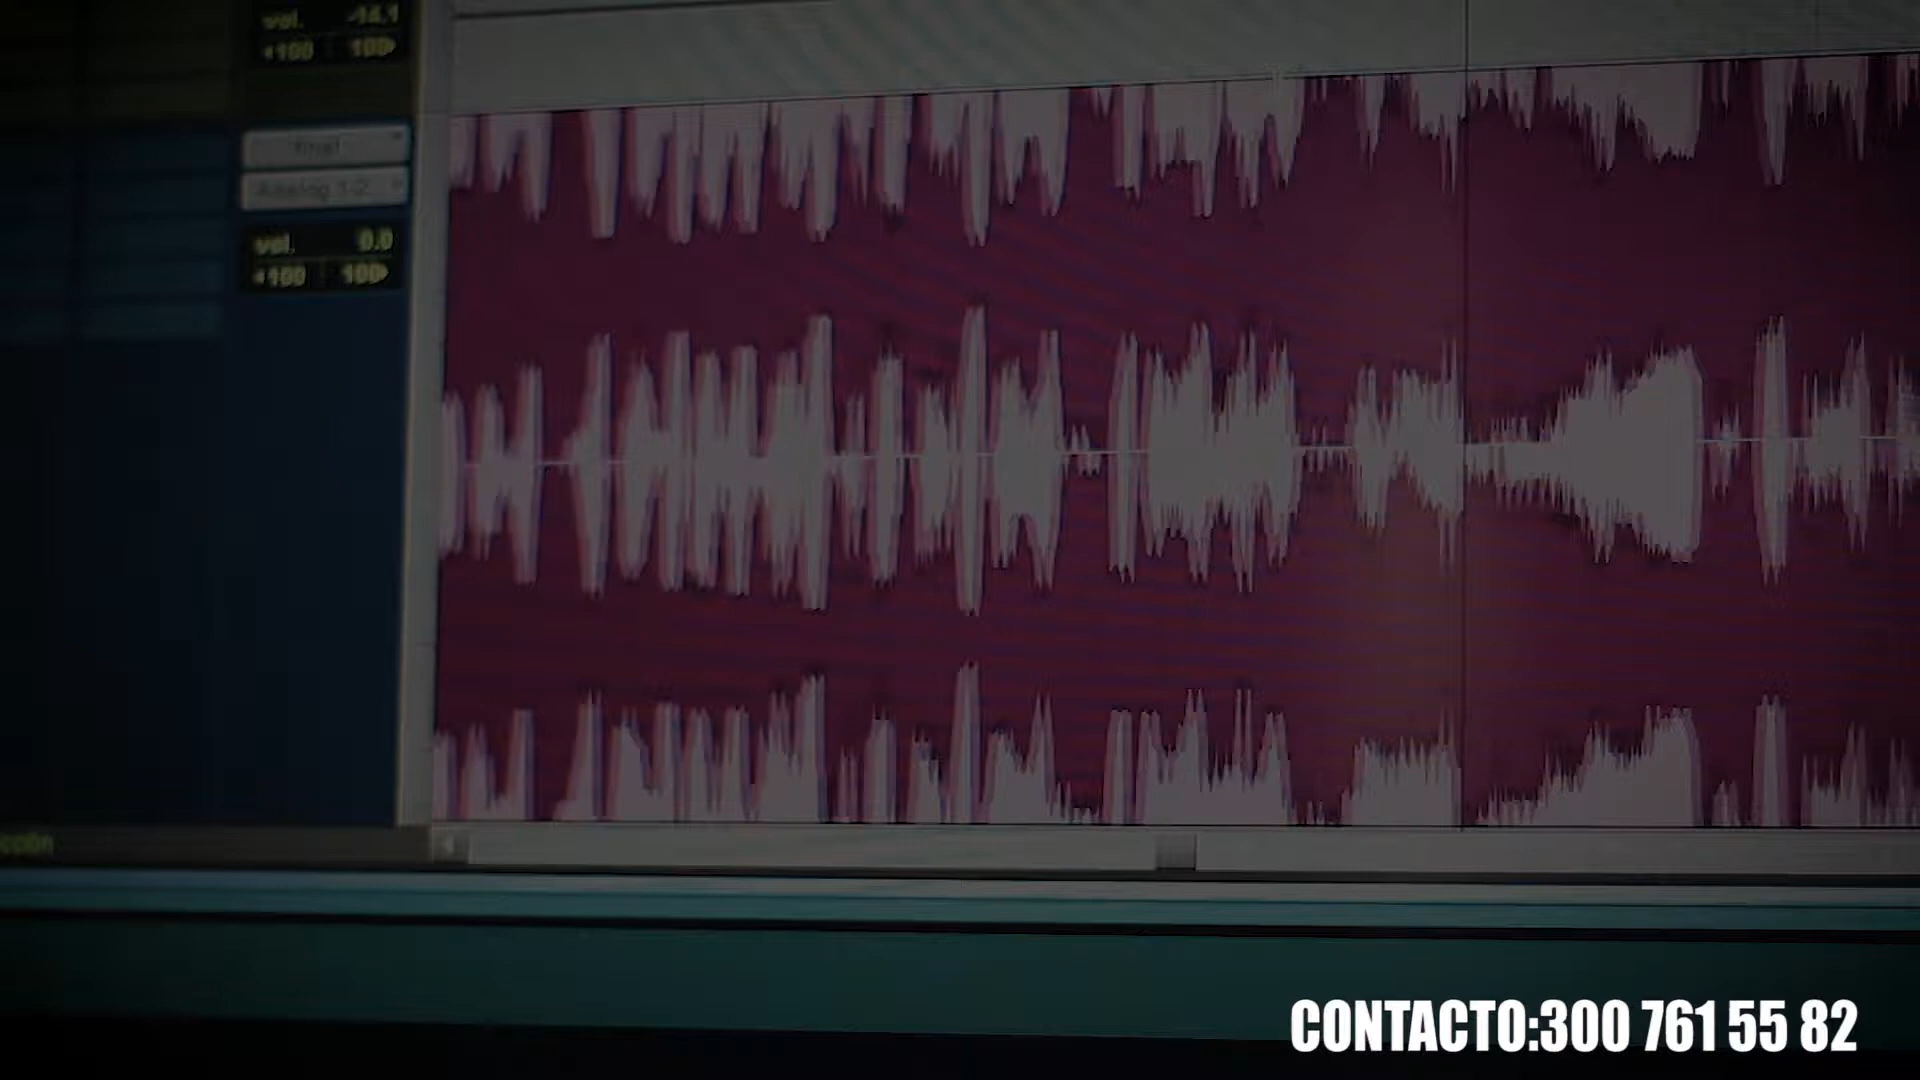 vol. -14.1
◂100 100▸
final
Analog 1-2
vol. 0.0
◂100 100▸
cción
CONTACTO:300 761 55 82